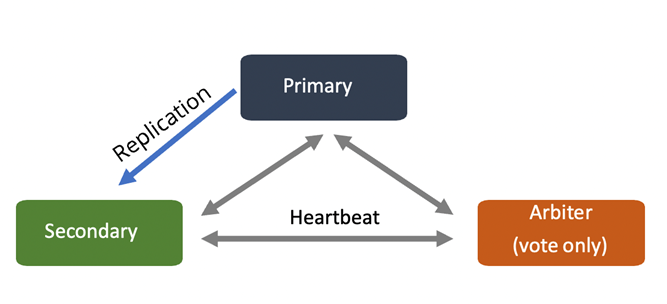 Primary
Replication
Heartbeat
Secondary
Arbiter
(vote only)